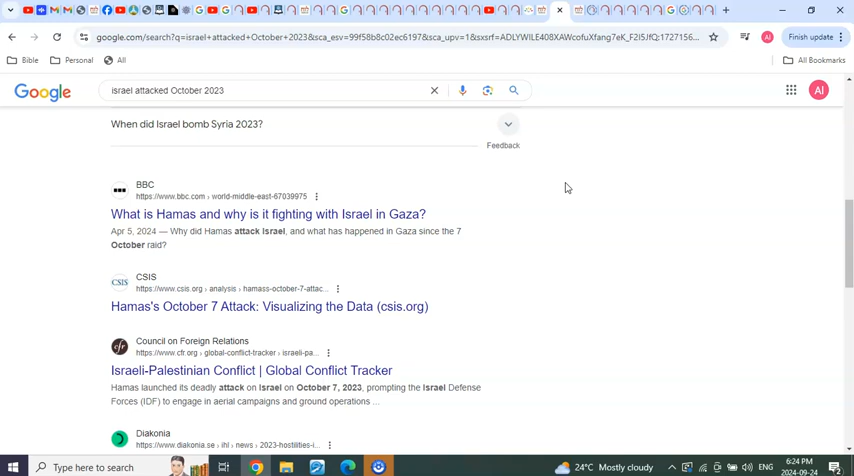 Finish update
google.com/search?q=israel+attacked+October+2023&sca_esv=99f58b8c02ec6197&sca_upv=1&sxsrf=ADLYWILE408XAWcofuXfang7eK_F2I5JfQ:1727156...
Bible
Personal
All
All Bookmarks
Google
israel attacked October 2023
AI
When did Israel bomb Syria 2023?
Feedback
BBC
https://www.bbc.com › world-middle-east-67039975
What is Hamas and why is it fighting with Israel in Gaza?
Apr 5, 2024 — Why did Hamas attack Israel, and what has happened in Gaza since the 7
October raid?
CSIS
https://www.csis.org › analysis › hamass-october-7-attac...
Hamas's October 7 Attack: Visualizing the Data (csis.org)
Council on Foreign Relations
https://www.cfr.org › global-conflict-tracker › israeli-pa...
Israeli-Palestinian Conflict | Global Conflict Tracker
Hamas launched its deadly attack on Israel on October 7, 2023, prompting the Israel Defense
Forces (IDF) to engage in aerial campaigns and ground operations ...
Diakonia
https://www.diakonia.se › ihl › news › 2023-hostilities-i...
Type here to search
24°C Mostly cloudy
ENG
6:24 PM
2024-09-24